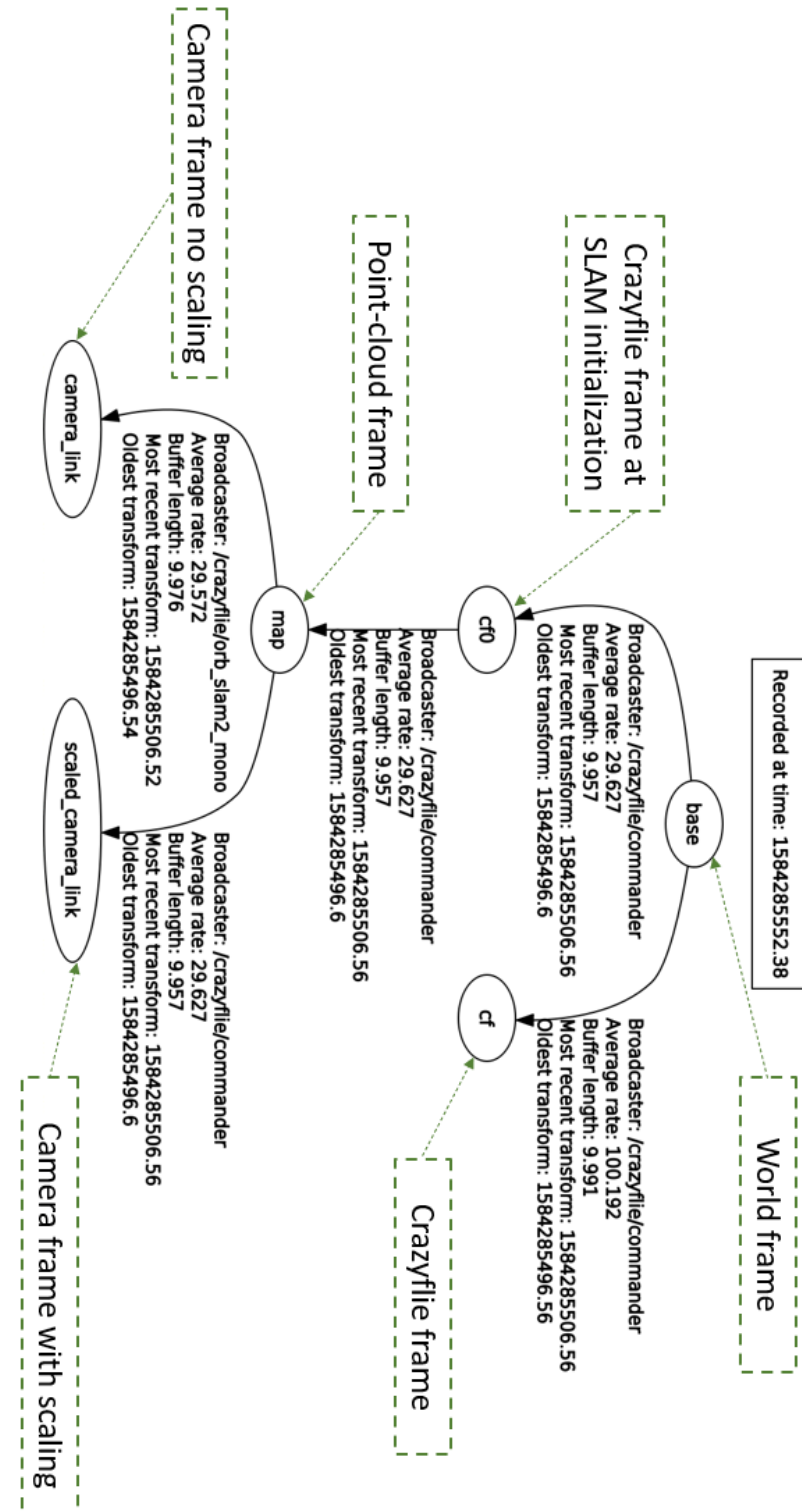 Recorded at time: 1584285552.38
World frame
base
Broadcaster: /crazyflie/commander
Average rate: 29.627
Buffer length: 9.957
Most recent transform: 1584285506.56
Oldest transform: 1584285496.6
Broadcaster: /crazyflie/commander
Average rate: 100.192
Buffer length: 9.991
Most recent transform: 1584285506.56
Oldest transform: 1584285496.56
Crazyflie frame at
SLAM initialization
cf0
cf
Crazyflie frame
Broadcaster: /crazyflie/commander
Average rate: 29.627
Buffer length: 9.957
Most recent transform: 1584285506.56
Oldest transform: 1584285496.6
Point-cloud frame
map
Broadcaster: /crazyflie/orb_slam2_mono
Average rate: 29.572
Buffer length: 9.976
Most recent transform: 1584285506.52
Oldest transform: 1584285496.54
Broadcaster: /crazyflie/commander
Average rate: 29.627
Buffer length: 9.957
Most recent transform: 1584285506.56
Oldest transform: 1584285496.6
Camera frame no scaling
camera_link
scaled_camera_link
Camera frame with scaling